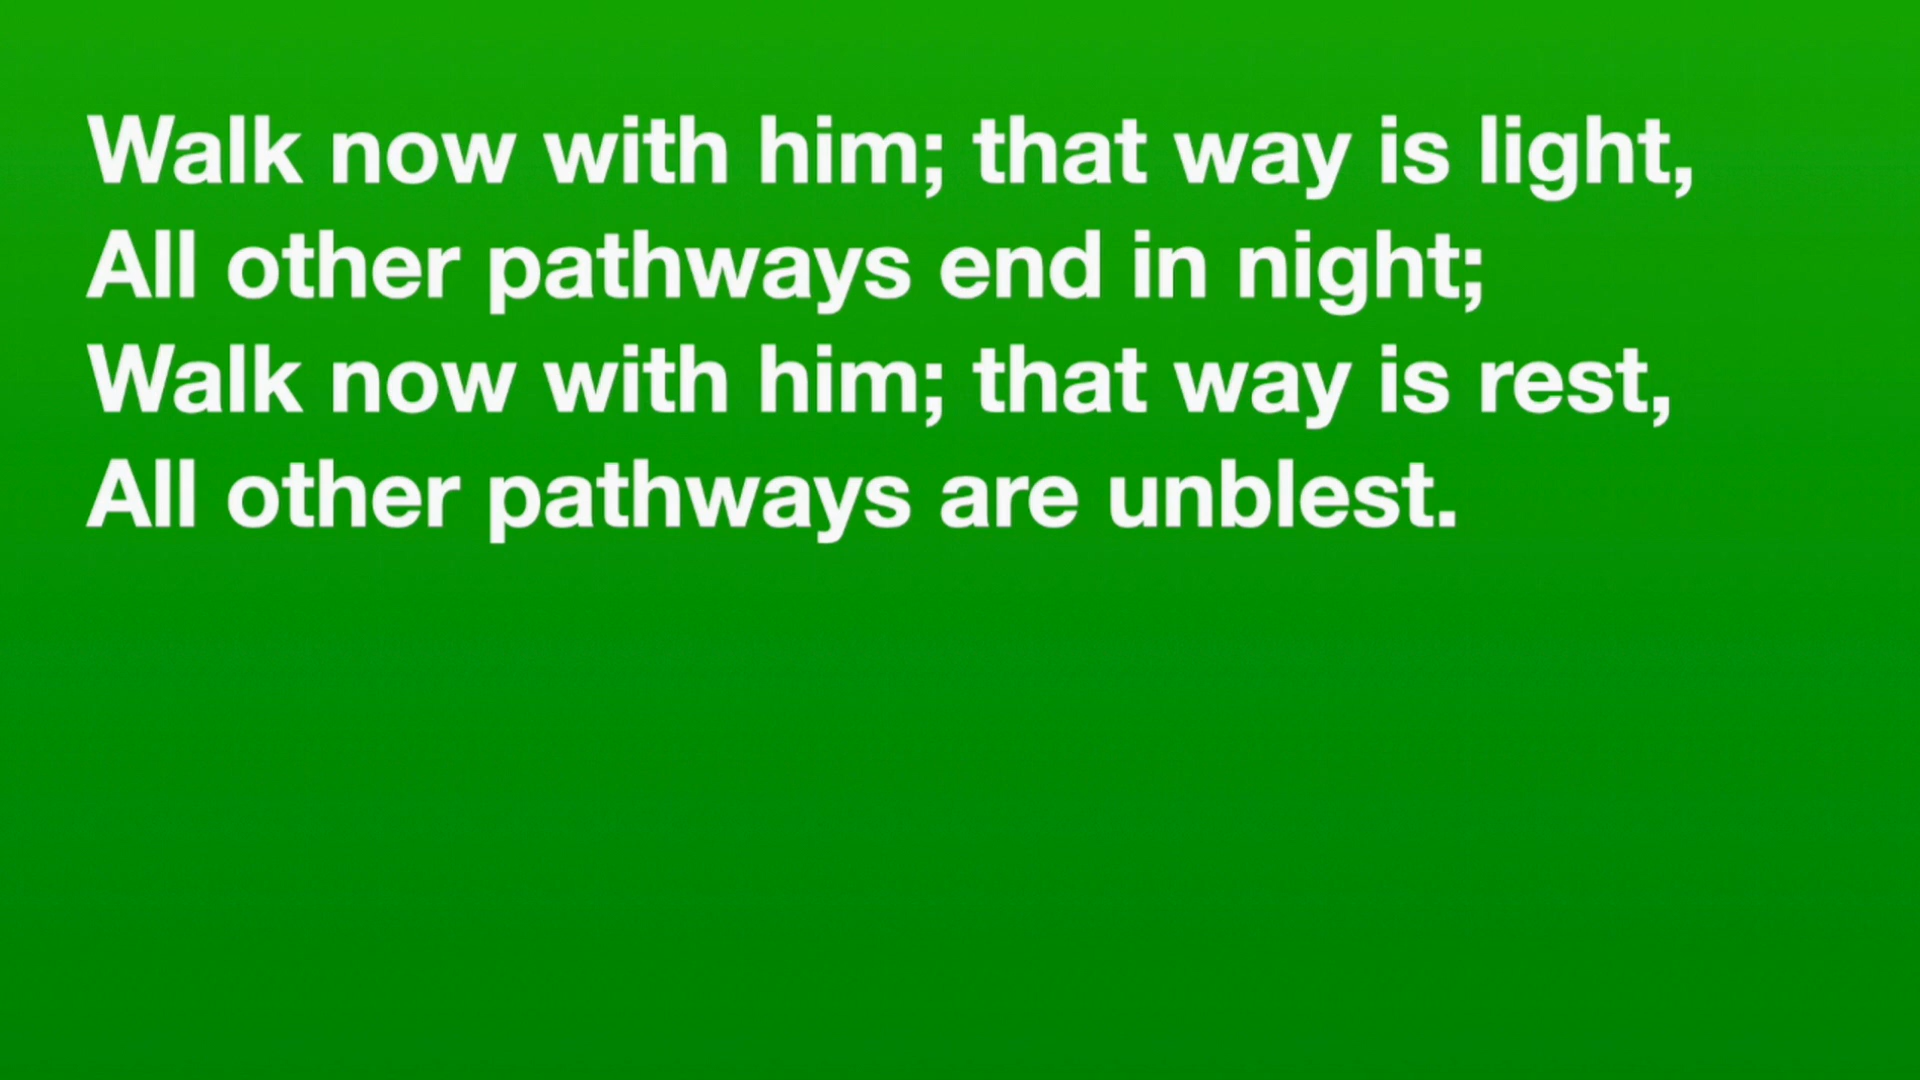 Walk now with him; that way is light,
All other pathways end in night;
Walk now with him; that way is rest,
All other pathways are unblest.